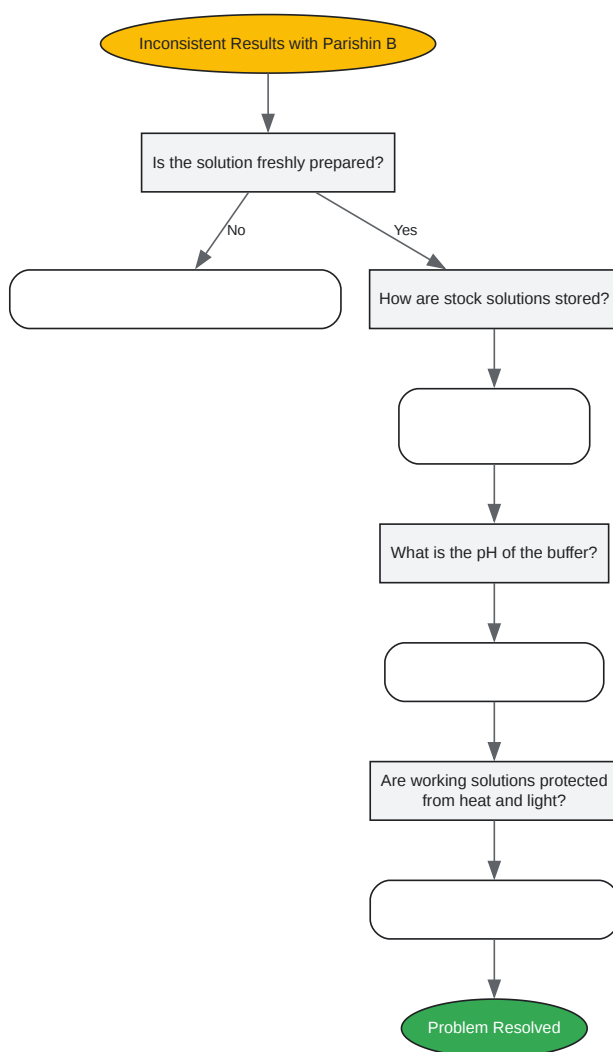 Inconsistent Results with Parishin B
Is the solution freshly prepared?
No
Yes
How are stock solutions stored?
What is the pH of the buffer?
Are working solutions protected
from heat and light?
Problem Resolved